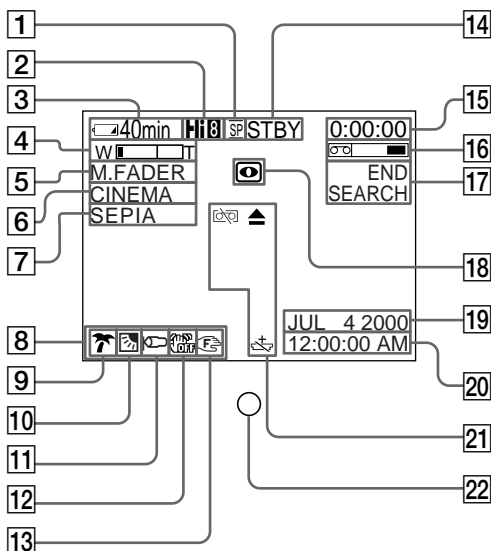 1
2
3
4
5
6
7
8
9
10
11
12
13
40min Hi8 SP STBY
W T
M.FADER
CINEMA
SEPIA
0:00:00
END
SEARCH
JUL 4 2000
12:00:00 AM
OFF
F
14
15
16
17
18
19
20
21
22